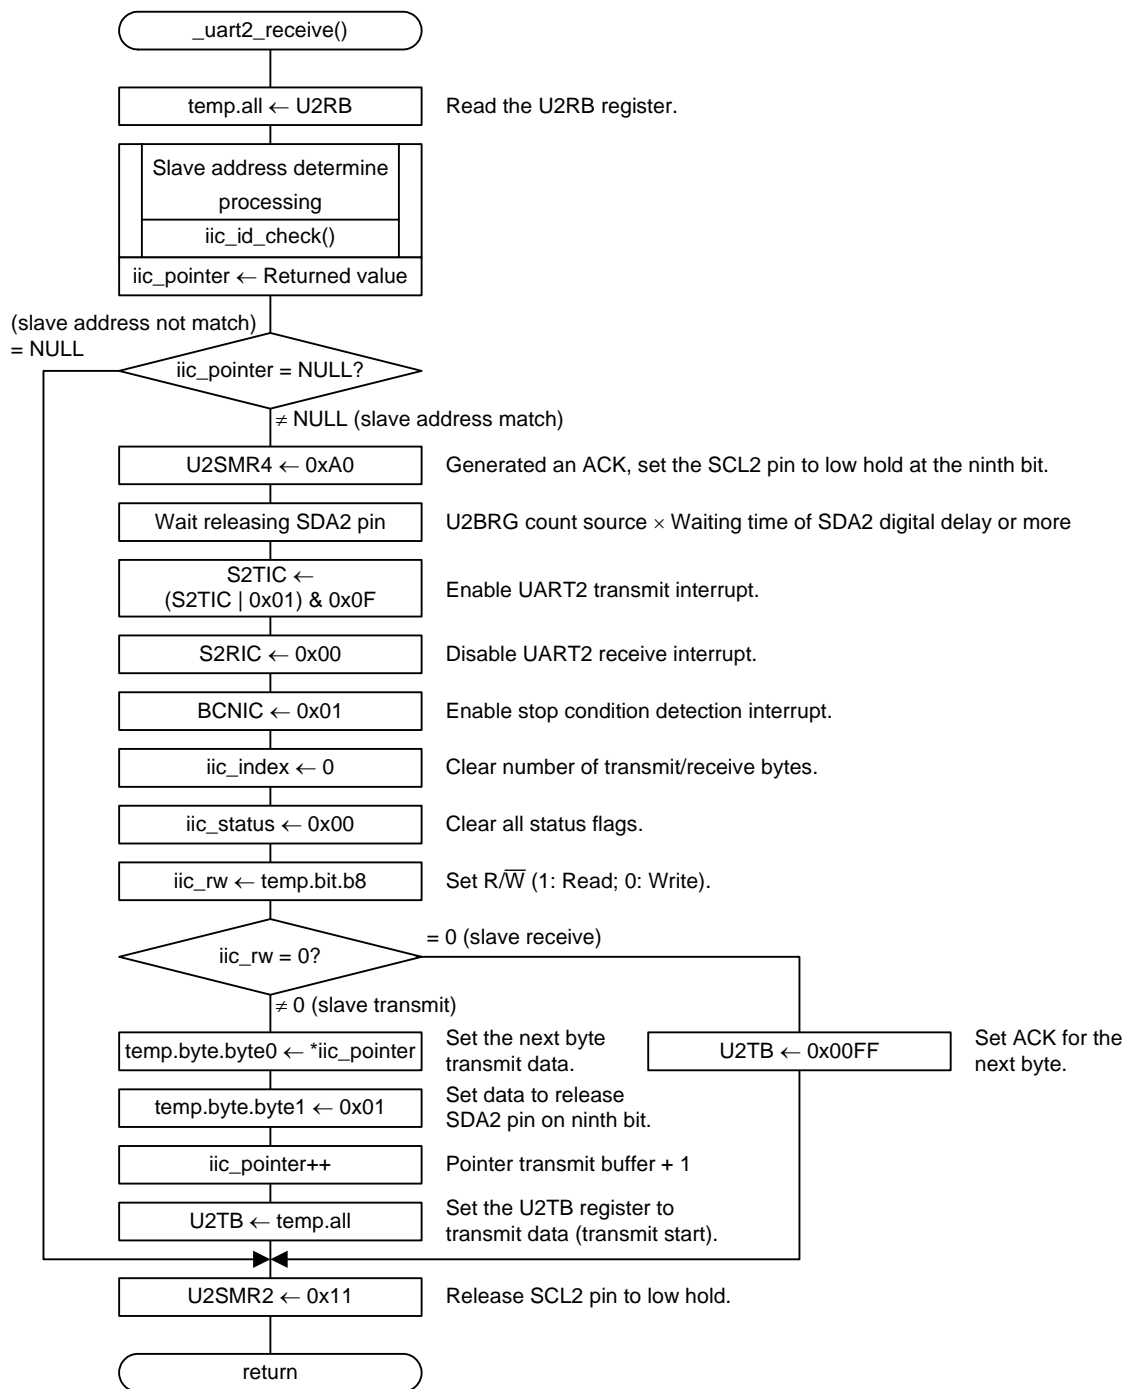 _uart2_receive()
temp.all ← U2RB
Read the U2RB register.
Slave address determine
processing
iic_id_check()
iic_pointer ← Returned value
(slave address not match)
= NULL
iic_pointer = NULL?
≠ NULL (slave address match)
U2SMR4 ← 0xA0
Generated an ACK, set the SCL2 pin to low hold at the ninth bit.
Wait releasing SDA2 pin
U2BRG count source × Waiting time of SDA2 digital delay or more
S2TIC ←
(S2TIC | 0x01) & 0x0F
Enable UART2 transmit interrupt.
S2RIC ← 0x00
Disable UART2 receive interrupt.
BCNIC ← 0x01
Enable stop condition detection interrupt.
iic_index ← 0
Clear number of transmit/receive bytes.
iic_status ← 0x00
Clear all status flags.
iic_rw ← temp.bit.b8
Set R/W̅ (1: Read; 0: Write).
iic_rw = 0?
= 0 (slave receive)
≠ 0 (slave transmit)
temp.byte.byte0 ← *iic_pointer
Set the next byte
transmit data.
U2TB ← 0x00FF
Set ACK for the
next byte.
temp.byte.byte1 ← 0x01
Set data to release
SDA2 pin on ninth bit.
iic_pointer++
Pointer transmit buffer + 1
U2TB ← temp.all
Set the U2TB register to
transmit data (transmit start).
U2SMR2 ← 0x11
Release SCL2 pin to low hold.
return